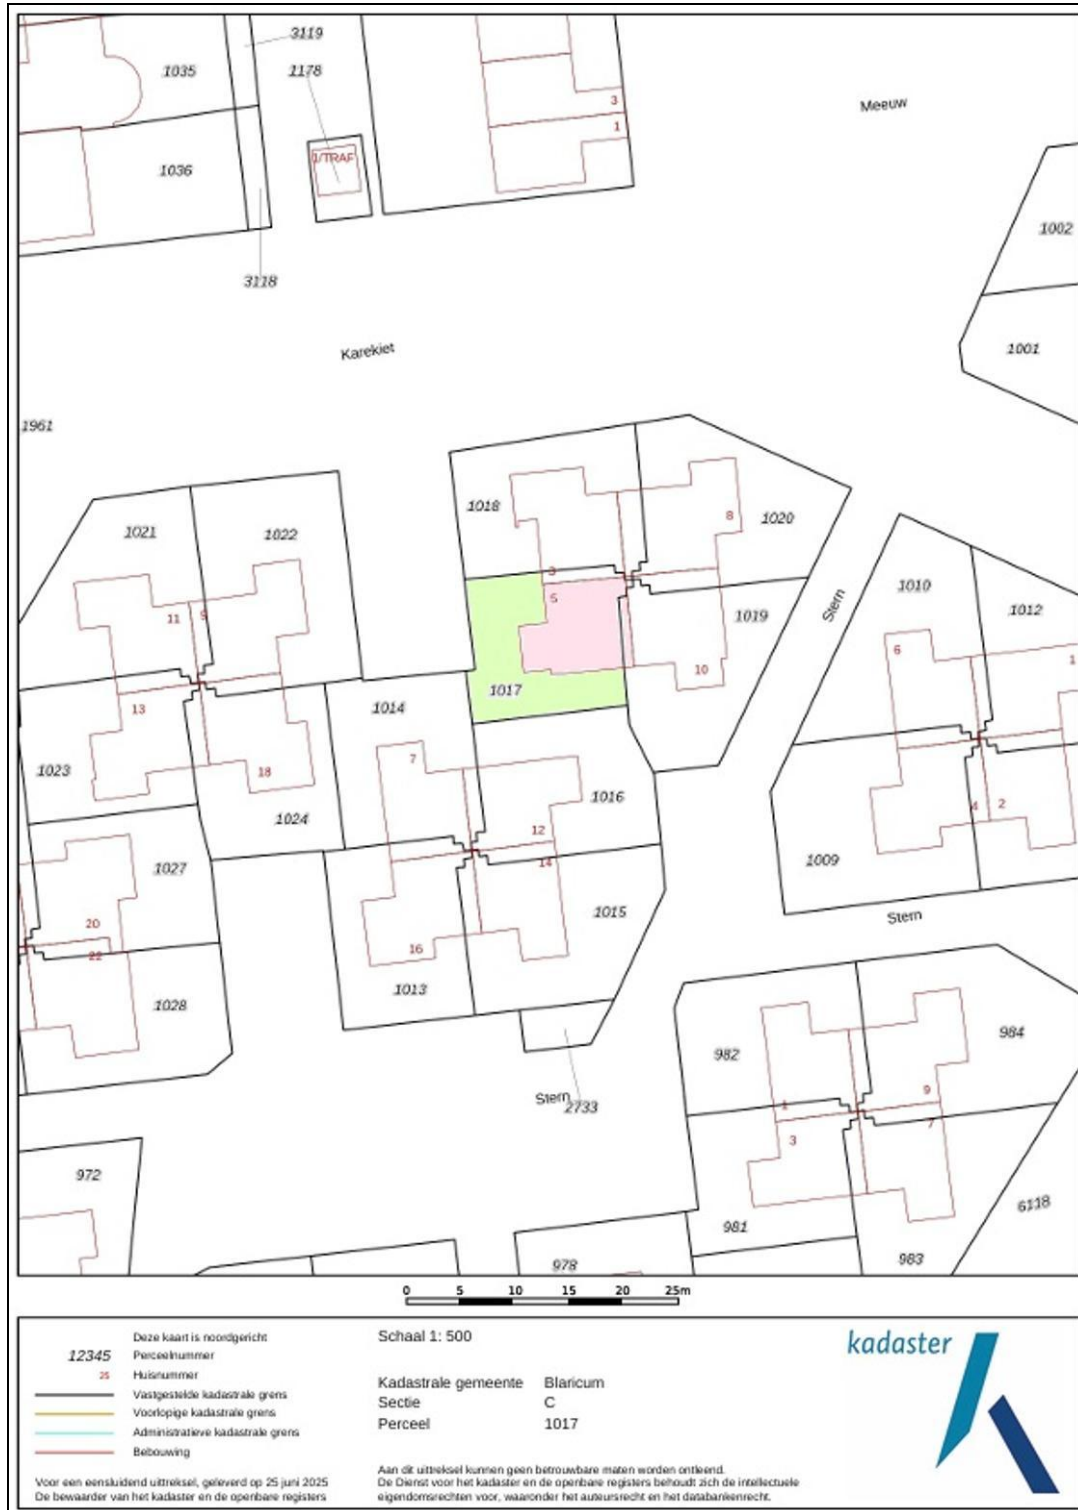 3119
1035
1178
3
Meeuw
1
1/TRAF
1036
1002
3118
Karekiet
1001
1961
1018
8
1020
1021
1022
3
1010
5
Stern
1012
11
9
1019
6
10
1
1017
13
1014
7
1023
18
1016
4
2
1024
12
14
1009
1027
1015
Stern
20
16
22
1013
1028
984
982
9
Stern
2733
1
7
3
972
6118
981
983
978
0 5 10 15 20 25m
Deze kaart is noordgericht
12345 Perceelnummer
25 Huisnummer
Vastgestelde kadastrale grens
Voorlopige kadastrale grens
Administratieve kadastrale grens
Bebouwing
Voor een eensluidend uittreksel, geleverd op 25 juni 2025
De bewaarder van het kadaster en de openbare registers
Schaal 1: 500
Kadastrale gemeente Blaricum
Sectie C
Perceel 1017
Aan dit uittreksel kunnen geen betrouwbare maten worden ontleend.
De Dienst voor het kadaster en de openbare registers behoudt zich de intellectuele
eigendomsrechten voor, waaronder het auteursrecht en het databankenrecht.
kadaster